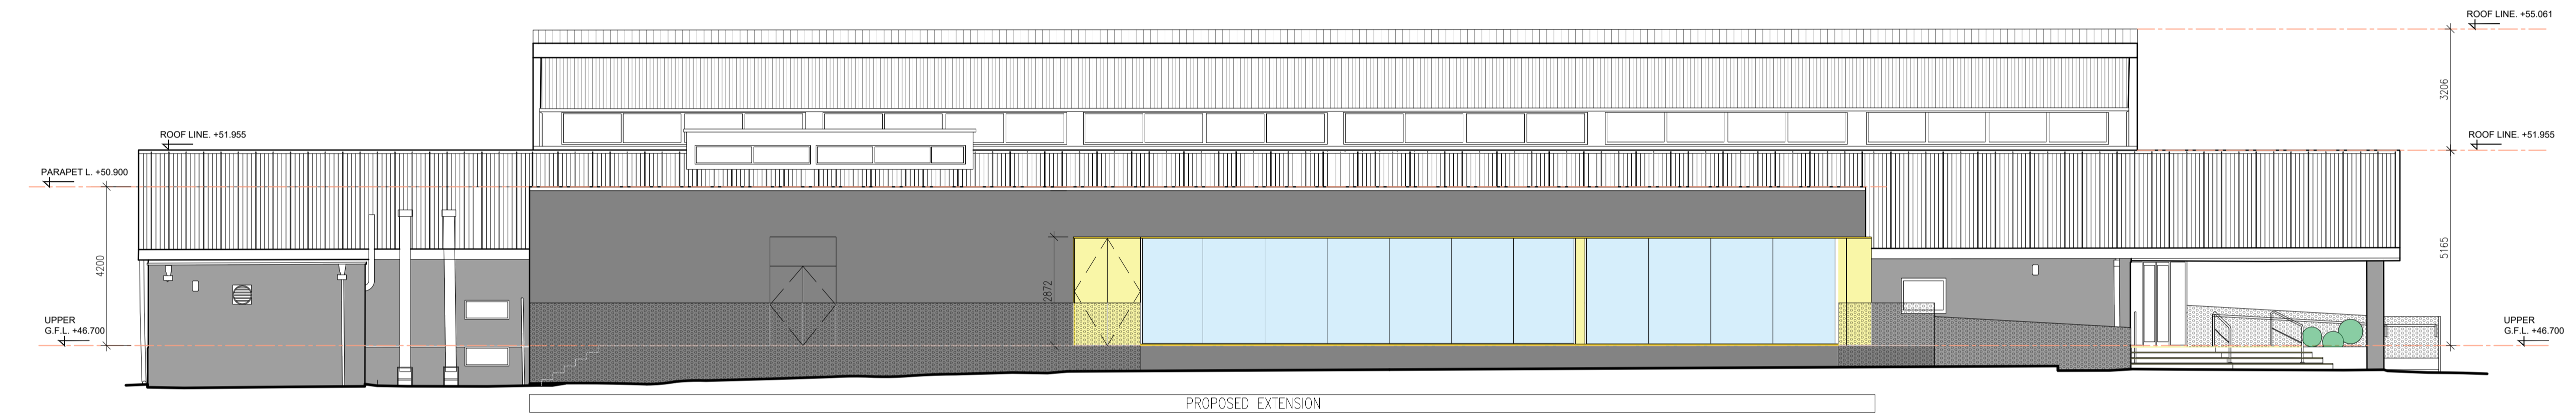 ROOF LINE. +55.061
3206
ROOF LINE. +51.955
ROOF LINE. +51.955
PARAPET L. +50.900
4200
2872
5165
UPPER
G.F.L. +46.700
UPPER
G.F.L. +46.700
PROPOSED EXTENSION